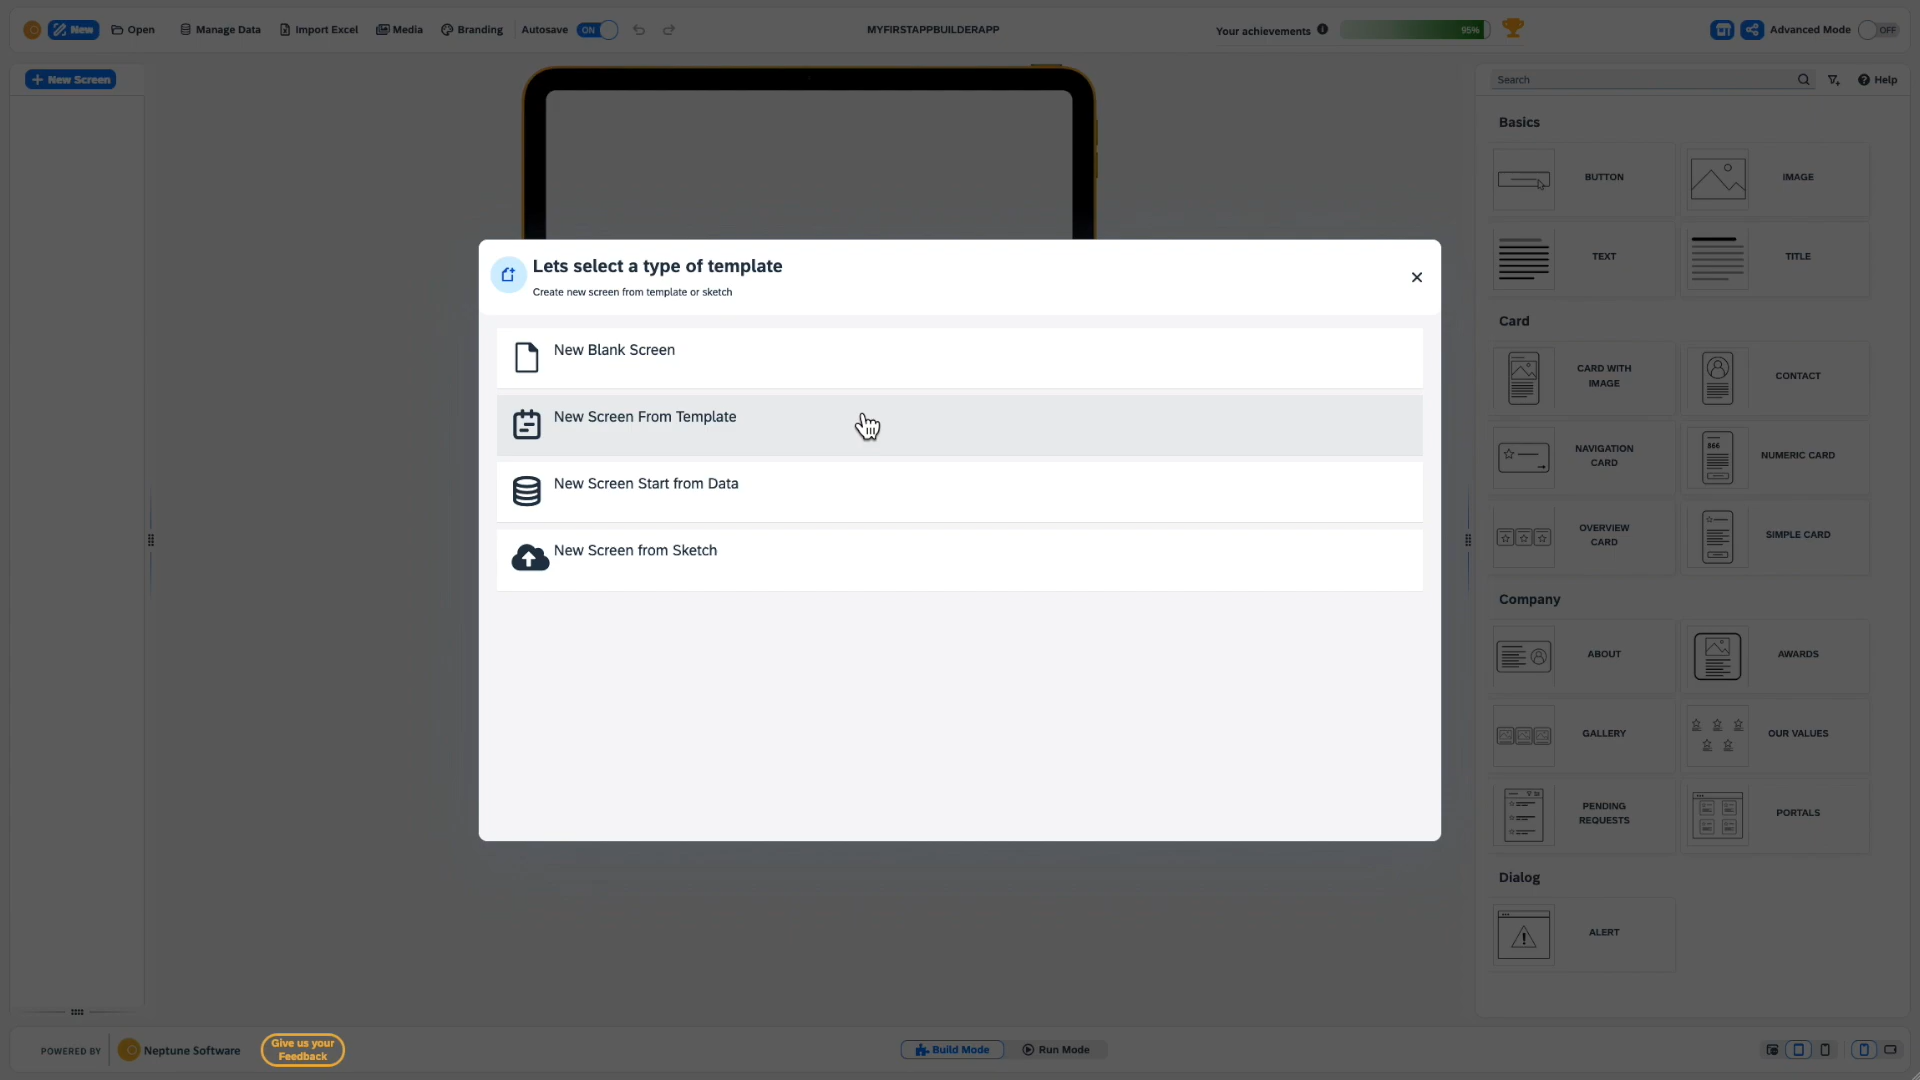 New
Open
Manage Data
Import Excel
Media
Branding
Autosave
ON
MYFIRSTAPPBUILDERAPP
Your achievements
95%
Advanced Mode
OFF
New Screen
Search
Help
Basics
BUTTON
IMAGE
TEXT
TITLE
Card
CARD WITH
IMAGE
CONTACT
NAVIGATION
CARD
866
NUMERIC CARD
OVERVIEW
CARD
SIMPLE CARD
Company
ABOUT
AWARDS
GALLERY
OUR VALUES
PENDING
REQUESTS
PORTALS
Dialog
ALERT
Lets select a type of template
Create new screen from template or sketch
New Blank Screen
New Screen From Template
New Screen Start from Data
New Screen from Sketch
POWERED BY
Neptune Software
Give us your
Feedback
Build Mode
Run Mode